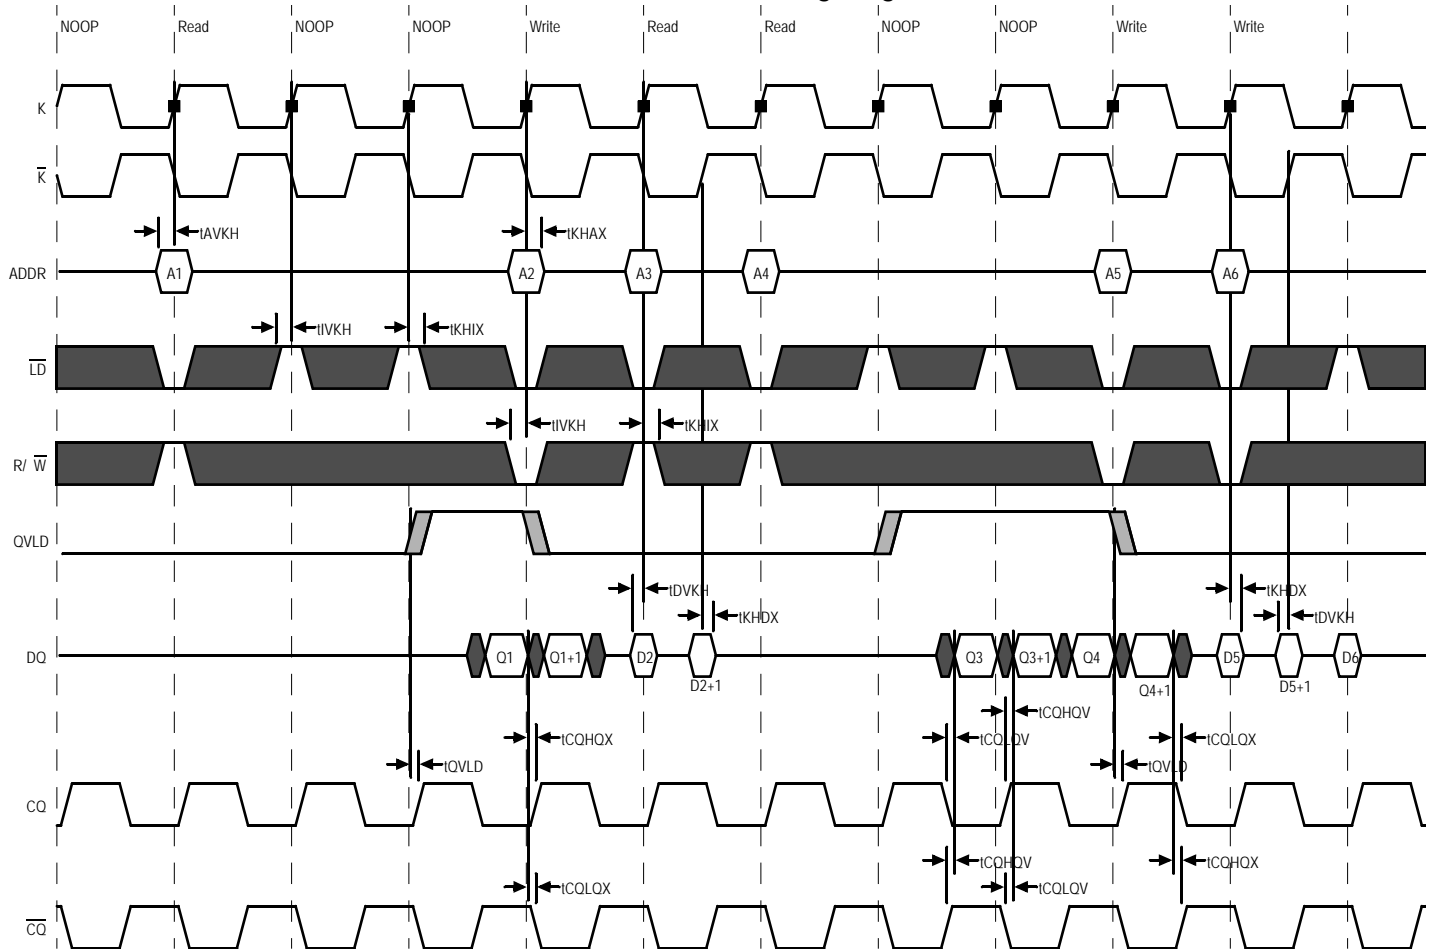 NOOP Read NOOP NOOP Write Read Read NOOP NOOP Write Write
K
K
tAVKH tKHAX
ADDR A1 A2 A3 A4 A5 A6
tIVKH tKHIX
LD
tIVKH tKHIX
R/ W
QVLD
tDVKH tKHDX
tKHDX tDVKH
DQ Q1 Q1+1 D2 Q3 Q3+1 Q4 D5 D6
D2+1 Q4+1 D5+1
tCQHQV
tCQHQX tCQLQV tCQLQX
tQVLD tQVLD
CQ
tCQHQV tCQHQX
tCQLQX tCQLQV
CQ